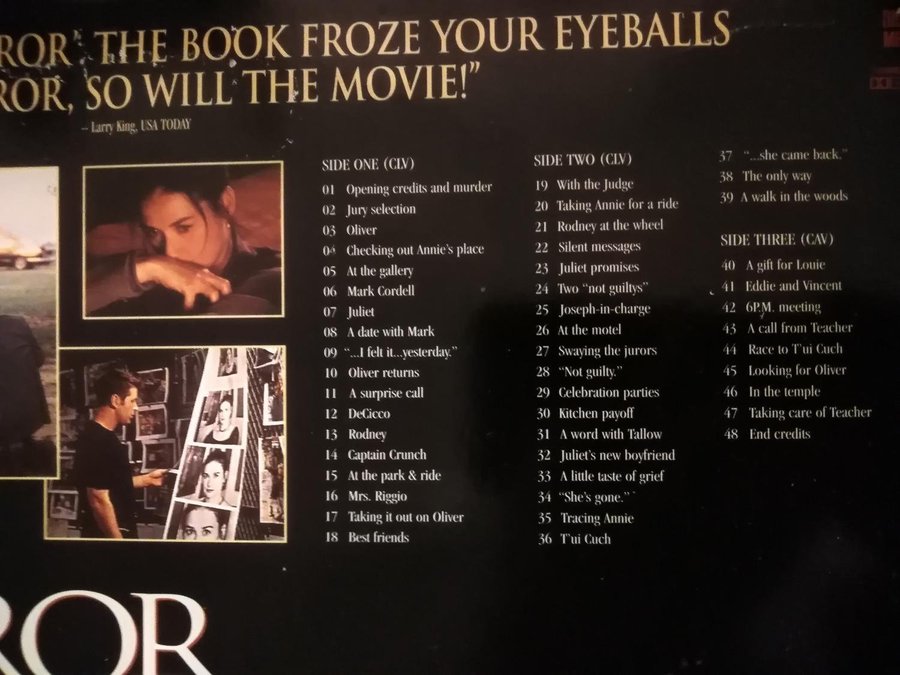 ROR' THE BOOK FROZE YOUR EYEBALLS
ROR, SO WILL THE MOVIE!"
– Larry King, USA TODAY
SIDE ONE (CLV)
01 Opening credits and murder
02 Jury selection
03 Oliver
04 Checking out Annie's place
05 At the gallery
06 Mark Cordell
07 Juliet
08 A date with Mark
09 "...I felt it...yesterday."
10 Oliver returns
11 A surprise call
12 DeCicco
13 Rodney
14 Captain Crunch
15 At the park & ride
16 Mrs. Riggio
17 Taking it out on Oliver
18 Best friends
SIDE TWO (CLV)
19 With the Judge
20 Taking Annie for a ride
21 Rodney at the wheel
22 Silent messages
23 Juliet promises
24 Two "not guiltys"
25 Joseph-in-charge
26 At the motel
27 Swaying the jurors
28 "Not guilty."
29 Celebration parties
30 Kitchen payoff
31 A word with Tallow
32 Juliet's new boyfriend
33 A little taste of grief
34 "She's gone."
35 Tracing Annie
36 T'ui Cuch
37 "...she came back."
38 The only way
39 A walk in the woods
SIDE THREE (CAV)
40 A gift for Louie
41 Eddie and Vincent
42 6P.M. meeting
43 A call from Teacher
44 Race to T'ui Cuch
45 Looking for Oliver
46 In the temple
47 Taking care of Teacher
48 End credits
ROR